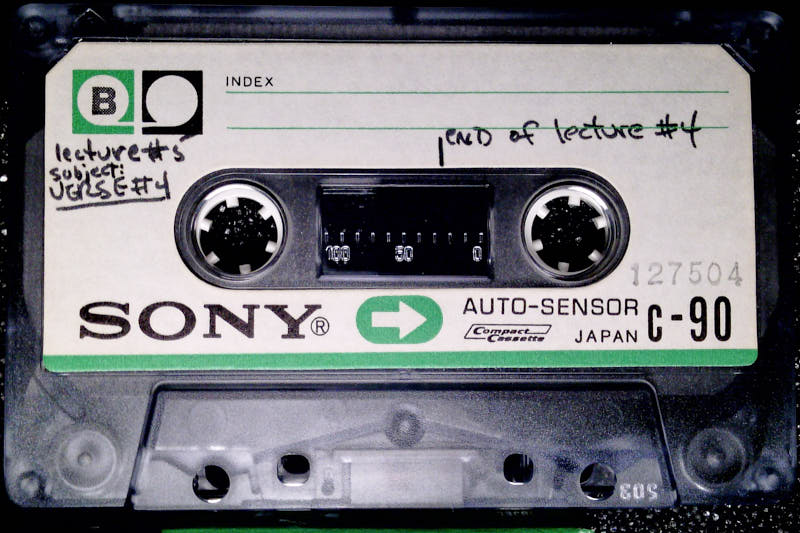 B
INDEX
END of lecture #4
lecture #5
subject:
VERSE #4
100 50 0
127504
SONY®
AUTO-SENSOR
Compact Cassette
JAPAN
C-90
503